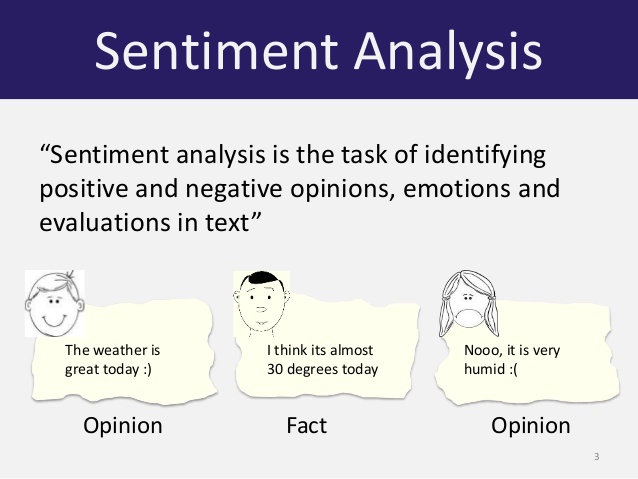 Sentiment Analysis
“Sentiment analysis is the task of identifying
positive and negative opinions, emotions and
evaluations in text”
The weather is
great today :)
I think its almost
30 degrees today
Nooo, it is very
humid :(
Opinion
Fact
Opinion
3